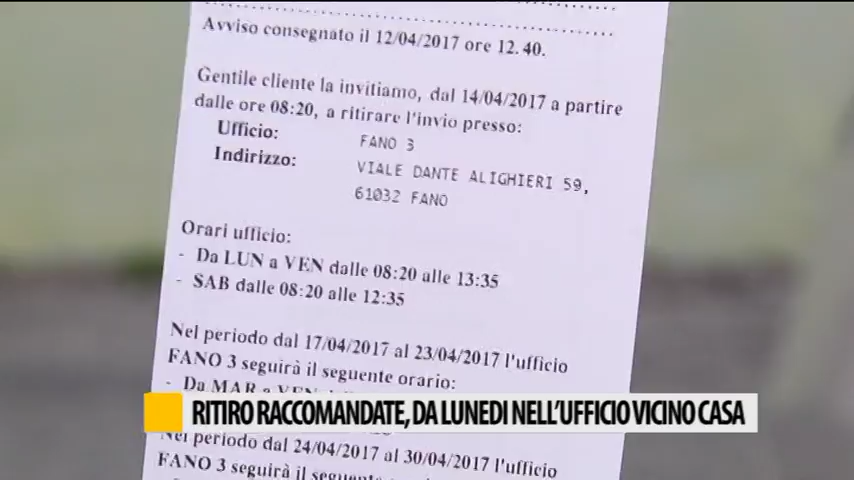 Avviso consegnato il 12/04/2017 ore 12.40.
Gentile cliente la invitiamo, dal 14/04/2017 a partire
dalle ore 08:20, a ritirare l'invio presso:
Ufficio: FANO 3
Indirizzo: VIALE DANTE ALIGHIERI 59,
61032 FANO
Orari ufficio:
- Da LUN a VEN dalle 08:20 alle 13:35
- SAB dalle 08:20 alle 12:35
Nel periodo dal 17/04/2017 al 23/04/2017 l'ufficio
FANO 3 seguirà il seguente orario:
- Da MAR a VEN
RITIRO RACCOMANDATE, DA LUNEDI NELL'UFFICIO VICINO CASA
Nel periodo dal 24/04/2017 al 30/04/2017 l'ufficio
FANO 3 seguirà il seguente